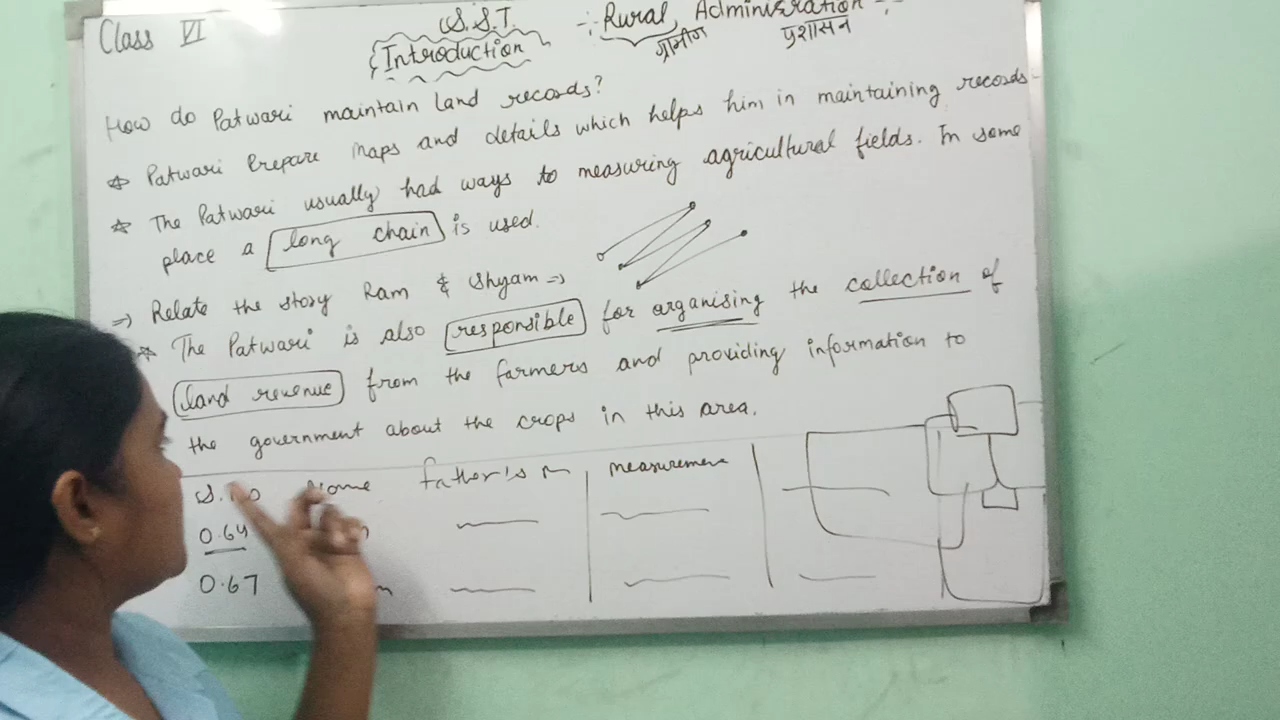 Class VI
S.S.T.
Introduction
-:- Rural Administration -:-
ग्रामीण प्रशासन
How do Patwari maintain Land records?
☆ Patwari Prepare Maps and details which helps him in maintaining records
☆ The Patwari usually had ways to measuring agricultural fields. In some
place a long chain is used.
=> Relate the story Ram & Shyam =>
☆ The Patwari is also responsible for organising the collection of
land revenue from the farmers and providing information to
the government about the crops in this area.
S.No Name Father's measurement
0.64
0.67